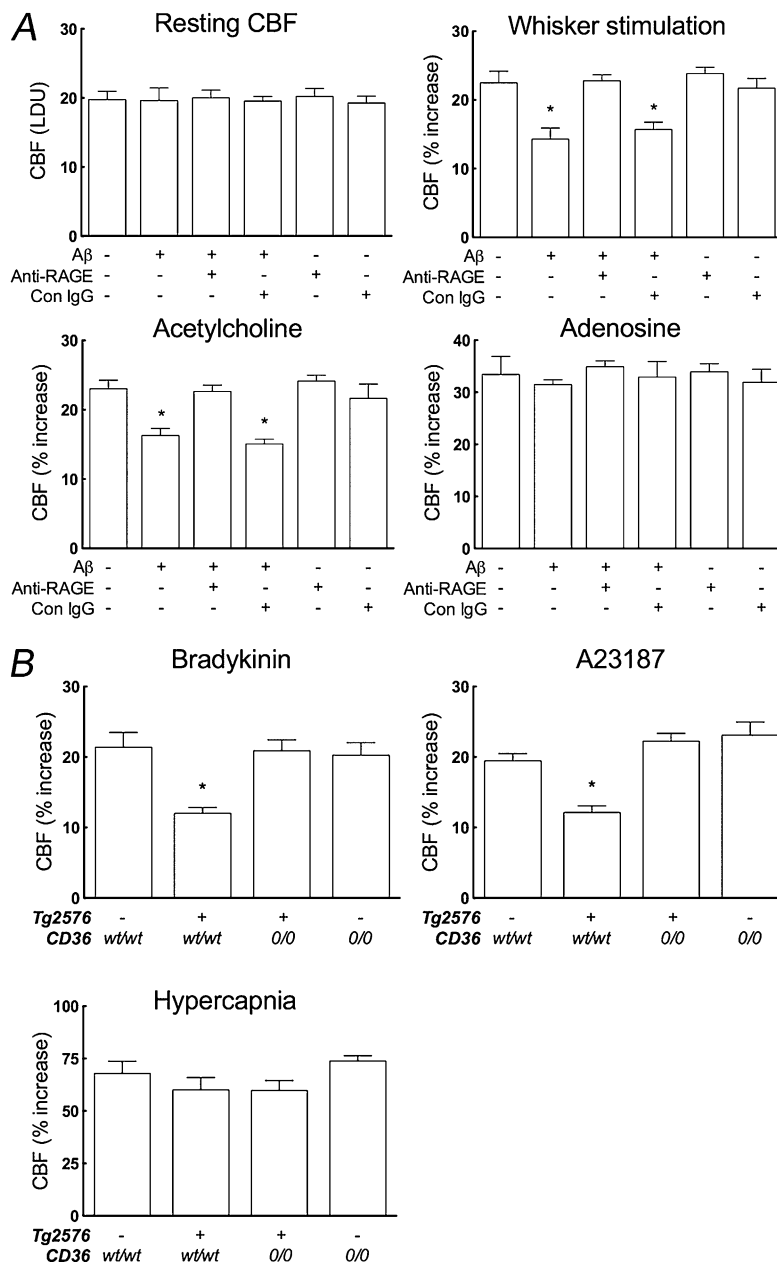 A
Resting CBF
CBF (LDU)
30
20
10
0
*
Aβ - + + + - -
Anti-RAGE - - + - + -
Con IgG - - - + - +
Whisker stimulation
CBF (% increase)
30
20
10
0
* *
Aβ - + + + - -
Anti-RAGE - - + - + -
Con IgG - - - + - +
Acetylcholine
CBF (% increase)
30
20
10
0
* *
Aβ - + + + - -
Anti-RAGE - - + - + -
Con IgG - - - + - +
Adenosine
CBF (% increase)
40
30
20
10
0
Aβ - + + + - -
Anti-RAGE - - + - + -
Con IgG - - - + - +
B
Bradykinin
CBF (% increase)
30
20
10
0
*
Tg2576 - + + -
CD36 wt/wt wt/wt 0/0 0/0
A23187
CBF (% increase)
30
20
10
0
*
Tg2576 - + + -
CD36 wt/wt wt/wt 0/0 0/0
Hypercapnia
CBF (% increase)
100
75
50
25
0
Tg2576 - + + -
CD36 wt/wt wt/wt 0/0 0/0